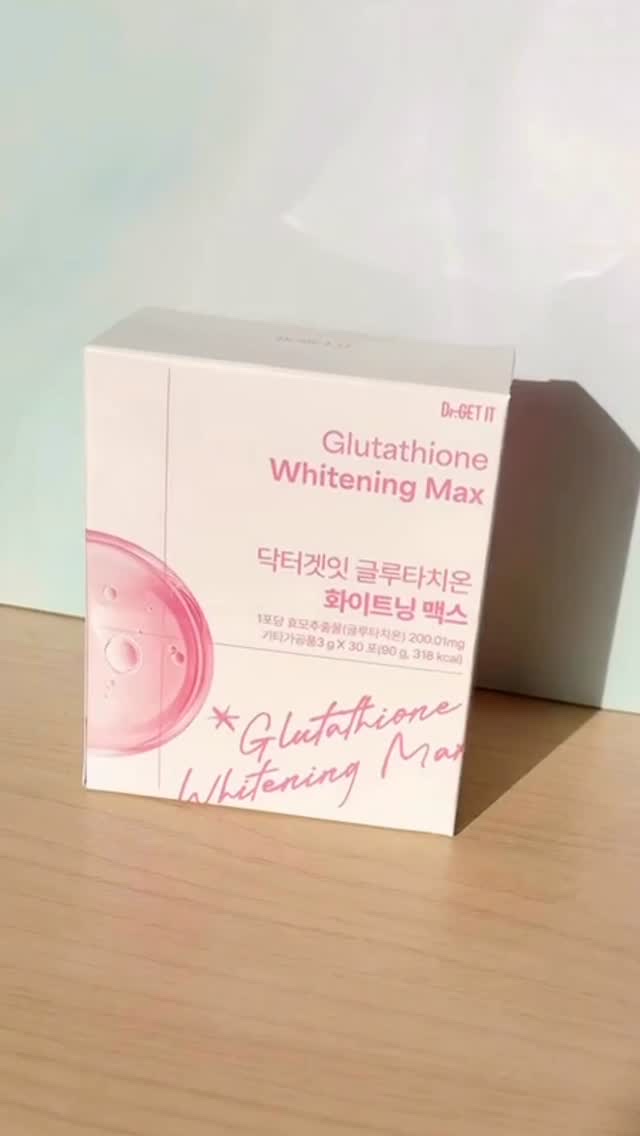 Dr.GET IT
Glutathione
Whitening Max
닥터겟잇 글루타치온
화이트닝 맥스
1포당 효모추출물(글루타치온) 200.01mg
기타가공품3 g X 30 포(90 g, 318 kcal)
*Glutathione
Whitening Max